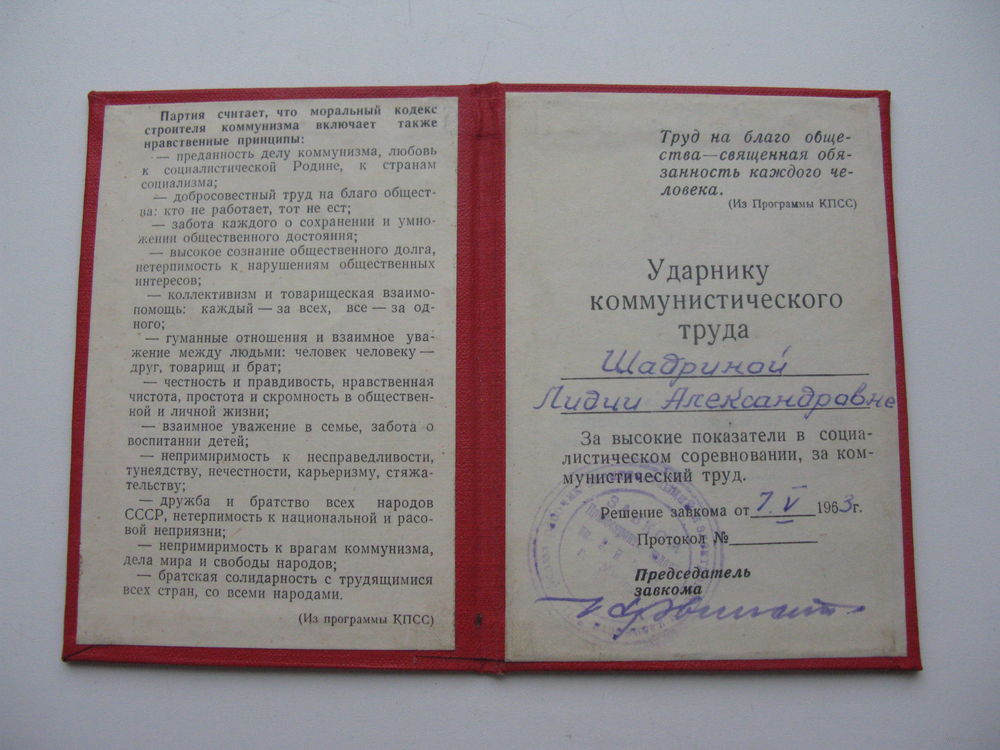 Партия считает, что моральный кодекс
строителя коммунизма включает также
нравственные принципы:
— преданность делу коммунизма, любовь
к социалистической Родине, к странам
социализма;
— добросовестный труд на благо общест-
ва: кто не работает, тот не ест;
— забота каждого о сохранении и умно-
жении общественного достояния;
— высокое сознание общественного долга,
нетерпимость к нарушениям общественных
интересов;
— коллективизм и товарищеская взаимо-
помощь: каждый — за всех, все — за од-
ного;
— гуманные отношения и взаимное ува-
жение между людьми: человек человеку —
друг, товарищ и брат;
— честность и правдивость, нравственная
чистота, простота и скромность в обществен-
ной и личной жизни;
— взаимное уважение в семье, забота о
воспитании детей;
— непримиримость к несправедливости,
тунеядству, нечестности, карьеризму, стяжа-
тельству;
— дружба и братство всех народов
СССР, нетерпимость к национальной и расо-
вой неприязни;
— непримиримость к врагам коммунизма,
дела мира и свободы народов;
— братская солидарность с трудящимися
всех стран, со всеми народами.
(Из программы КПСС)
Труд на благо обще-
ства—священная обя-
занность каждого че-
ловека.
(Из Программы КПСС)
Ударнику
коммунистического
труда
Шадриной
Лидии Александровне
За высокие показатели в социа-
листическом соревновании, за ком-
мунистический труд.
Решение завкома от 7.V 1963г.
Протокол №
Председатель
завкома
ЗАВКОМ